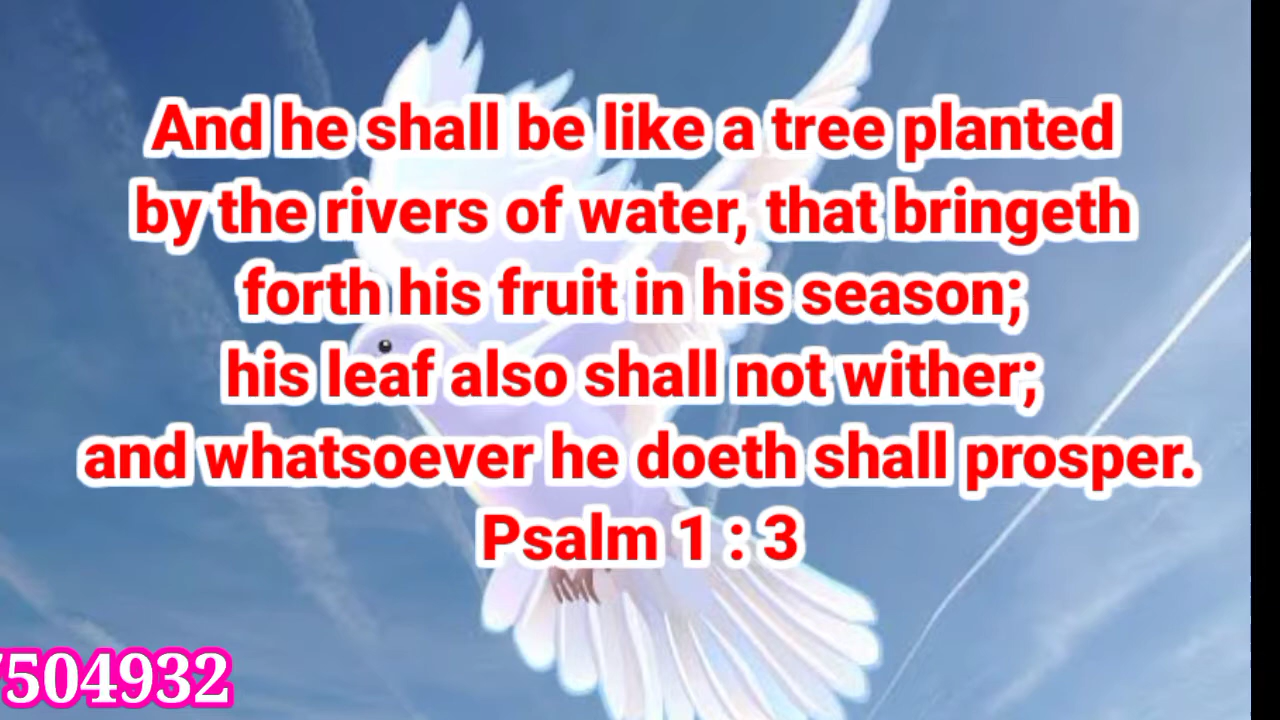 And he shall be like a tree planted
by the rivers of water, that bringeth
forth his fruit in his season;
his leaf also shall not wither;
and whatsoever he doeth shall prosper.
Psalm 1 : 3
7504932